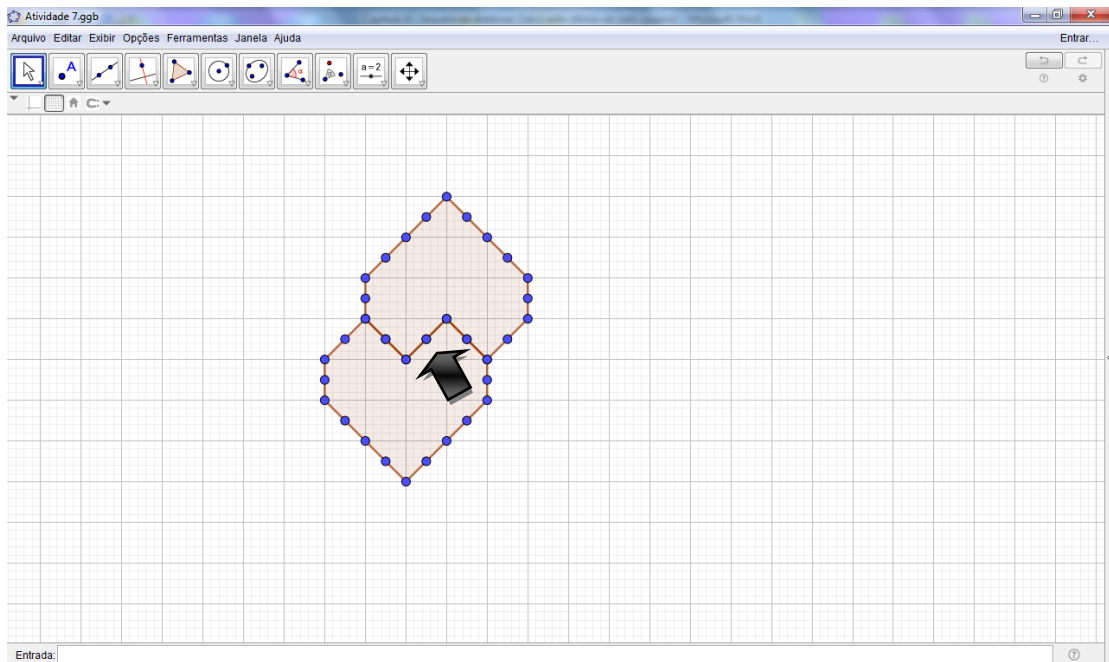 Atividade 7.ggb
Arquivo Editar Exibir Opções Ferramentas Janela Ajuda Entrar...
A
α
a=2
Entrada: